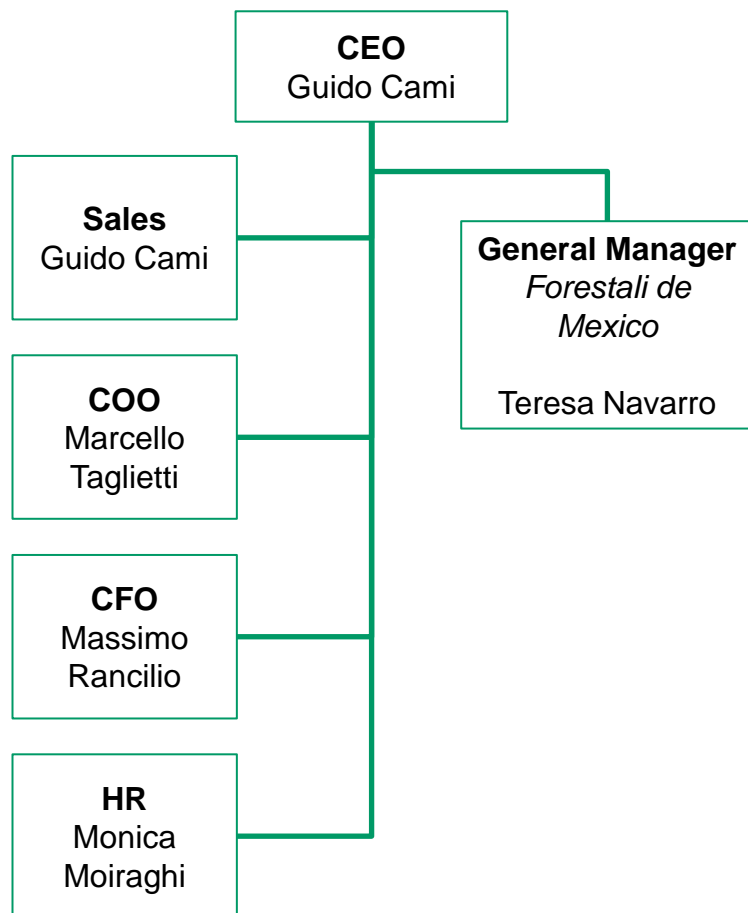 CEO
Guido Cami
Sales
Guido Cami
General Manager
Forestali de
Mexico
Teresa Navarro
COO
Marcello
Taglietti
CFO
Massimo
Rancilio
HR
Monica
Moiraghi